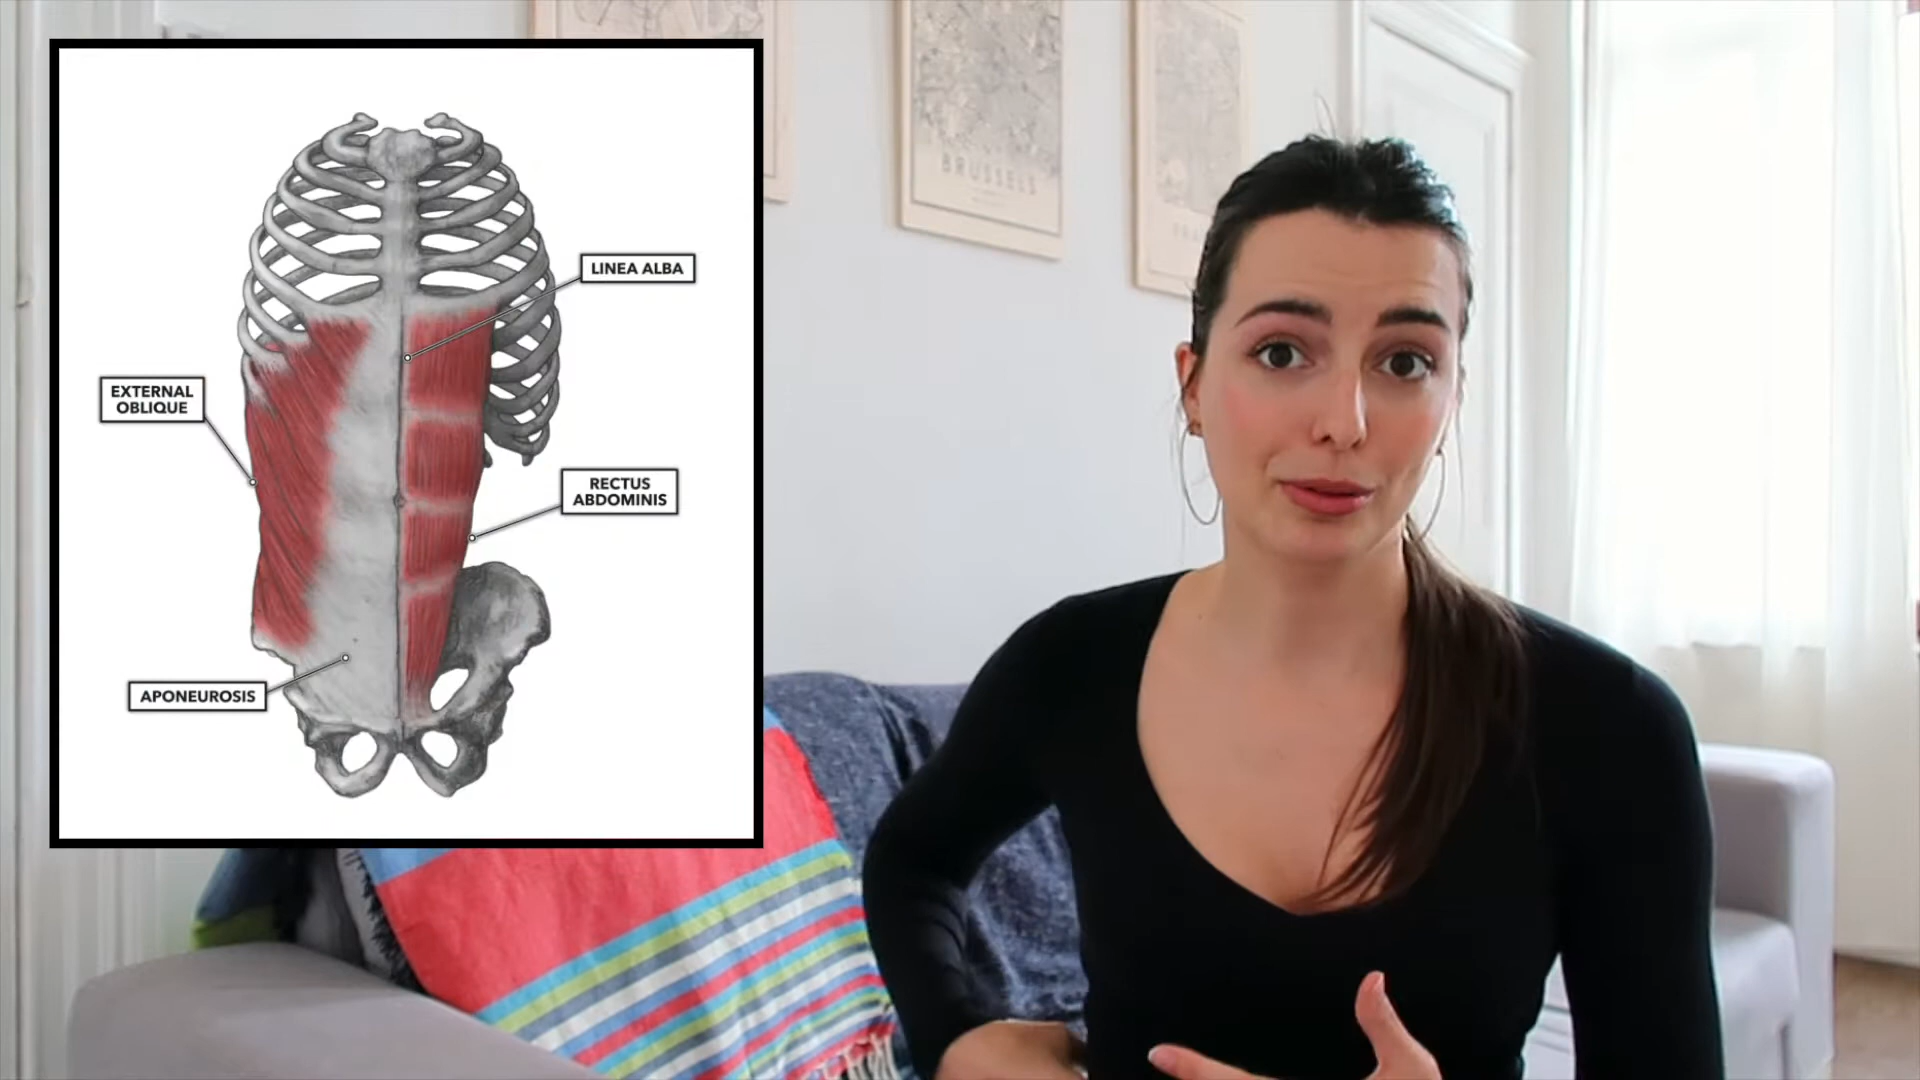 LINEA ALBA
EXTERNAL
OBLIQUE
RECTUS
ABDOMINIS
APONEUROSIS
BRUSSELS